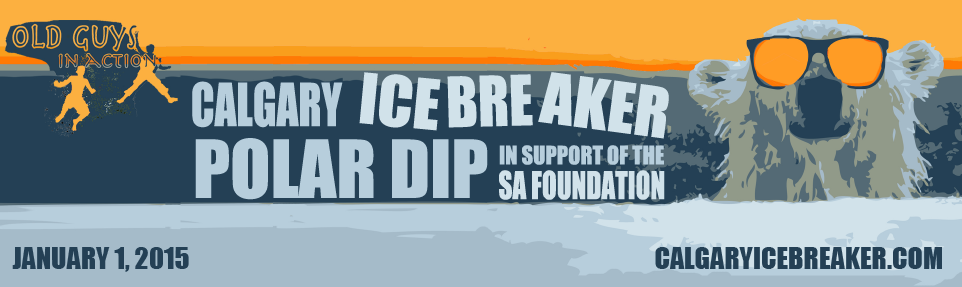 OLD GUYS
IN ACTION
CALGARY ICEBREAKER
POLAR DIP
IN SUPPORT OF THE
SA FOUNDATION
JANUARY 1, 2015
CALGARYICEBREAKER.COM